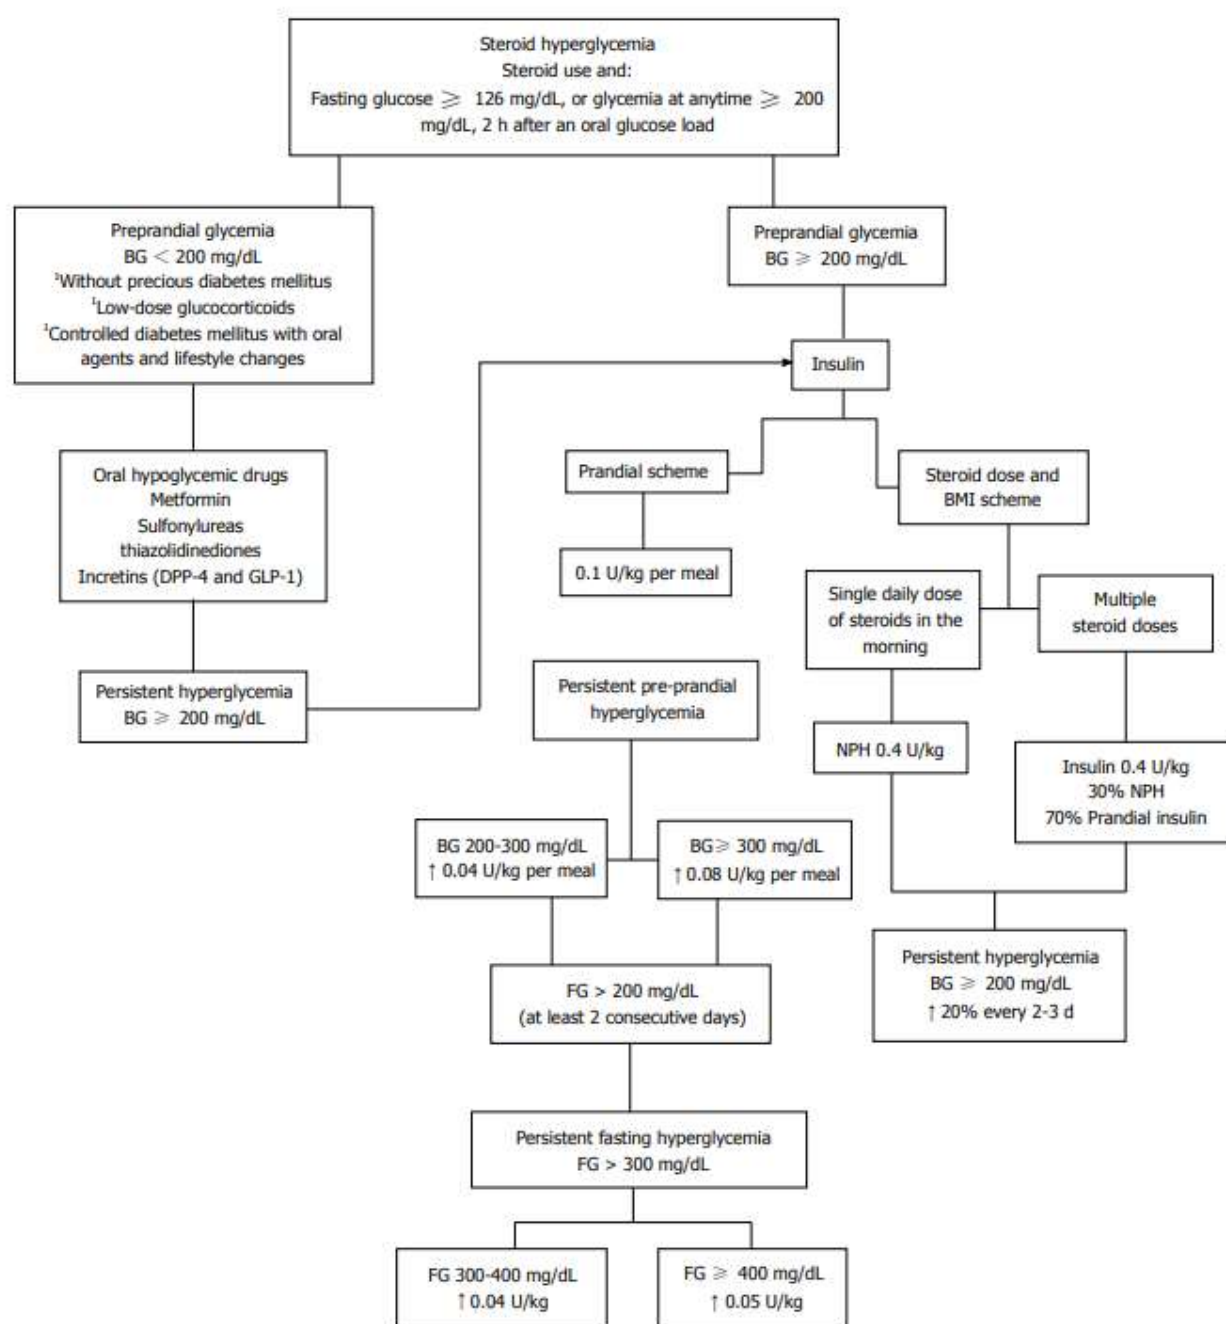 Steroid hyperglycemia
Steroid use and:
Fasting glucose ≥ 126 mg/dL, or glycemia at anytime ≥ 200
mg/dL, 2 h after an oral glucose load
Preprandial glycemia
BG < 200 mg/dL
¹Without precious diabetes mellitus
¹Low-dose glucocorticoids
¹Controlled diabetes mellitus with oral
agents and lifestyle changes
Preprandial glycemia
BG ≥ 200 mg/dL
Insulin
Oral hypoglycemic drugs
Metformin
Sulfonylureas
thiazolidinediones
Incretins (DPP-4 and GLP-1)
Prandial scheme
Steroid dose and
BMI scheme
0.1 U/kg per meal
Single daily dose
of steroids in the
morning
Multiple
steroid doses
Persistent hyperglycemia
BG ≥ 200 mg/dL
Persistent pre-prandial
hyperglycemia
NPH 0.4 U/kg
Insulin 0.4 U/kg
30% NPH
70% Prandial insulin
BG 200-300 mg/dL
↑ 0.04 U/kg per meal
BG≥ 300 mg/dL
↑ 0.08 U/kg per meal
Persistent hyperglycemia
BG ≥ 200 mg/dL
↑ 20% every 2-3 d
FG > 200 mg/dL
(at least 2 consecutive days)
Persistent fasting hyperglycemia
FG > 300 mg/dL
FG 300-400 mg/dL
↑ 0.04 U/kg
FG ≥ 400 mg/dL
↑ 0.05 U/kg